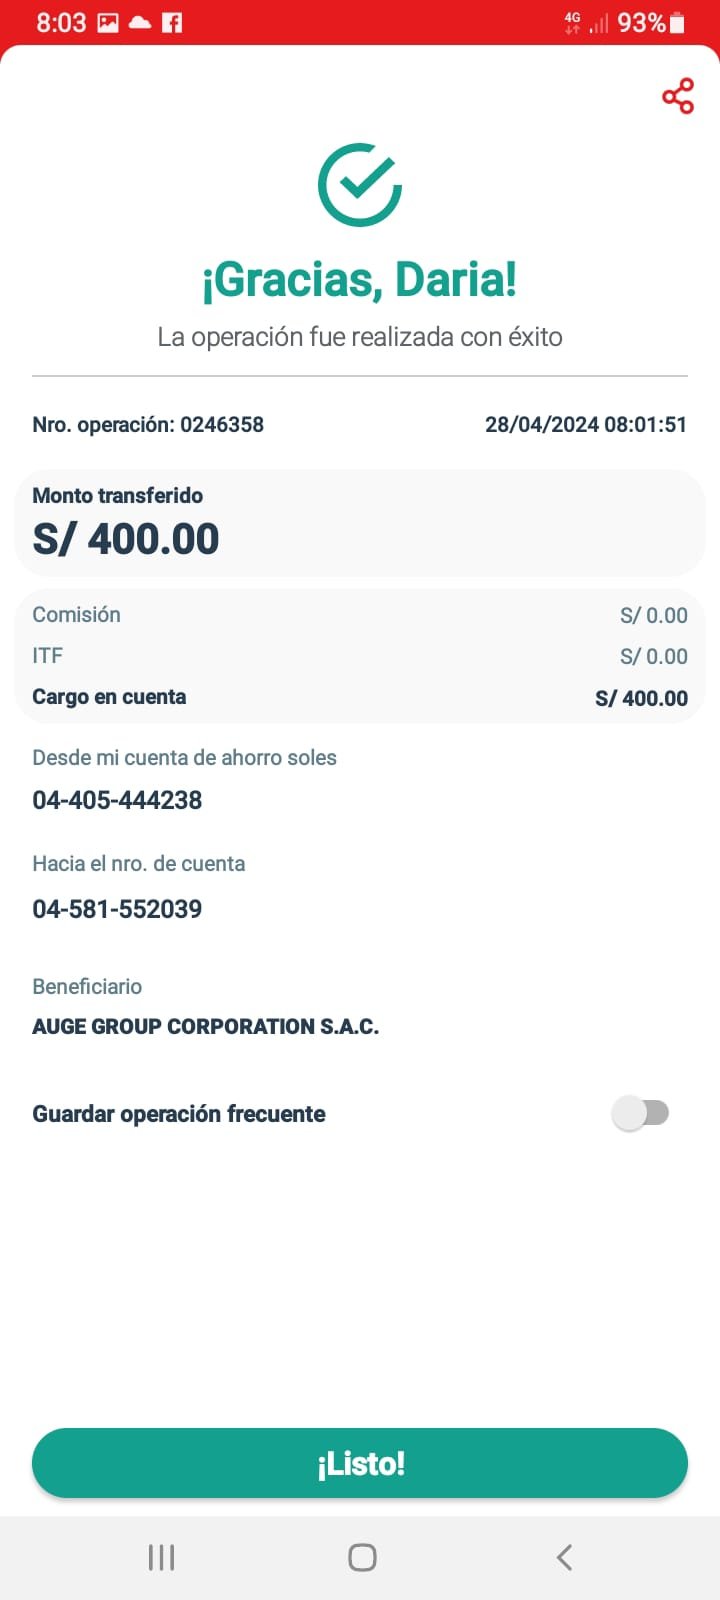 8:03
4G
93%
¡Gracias, Daria!
La operación fue realizada con éxito
Nro. operación: 0246358
28/04/2024 08:01:51
Monto transferido
S/ 400.00
Comisión
S/ 0.00
ITF
S/ 0.00
Cargo en cuenta
S/ 400.00
Desde mi cuenta de ahorro soles
04-405-444238
Hacia el nro. de cuenta
04-581-552039
Beneficiario
AUGE GROUP CORPORATION S.A.C.
Guardar operación frecuente
¡Listo!